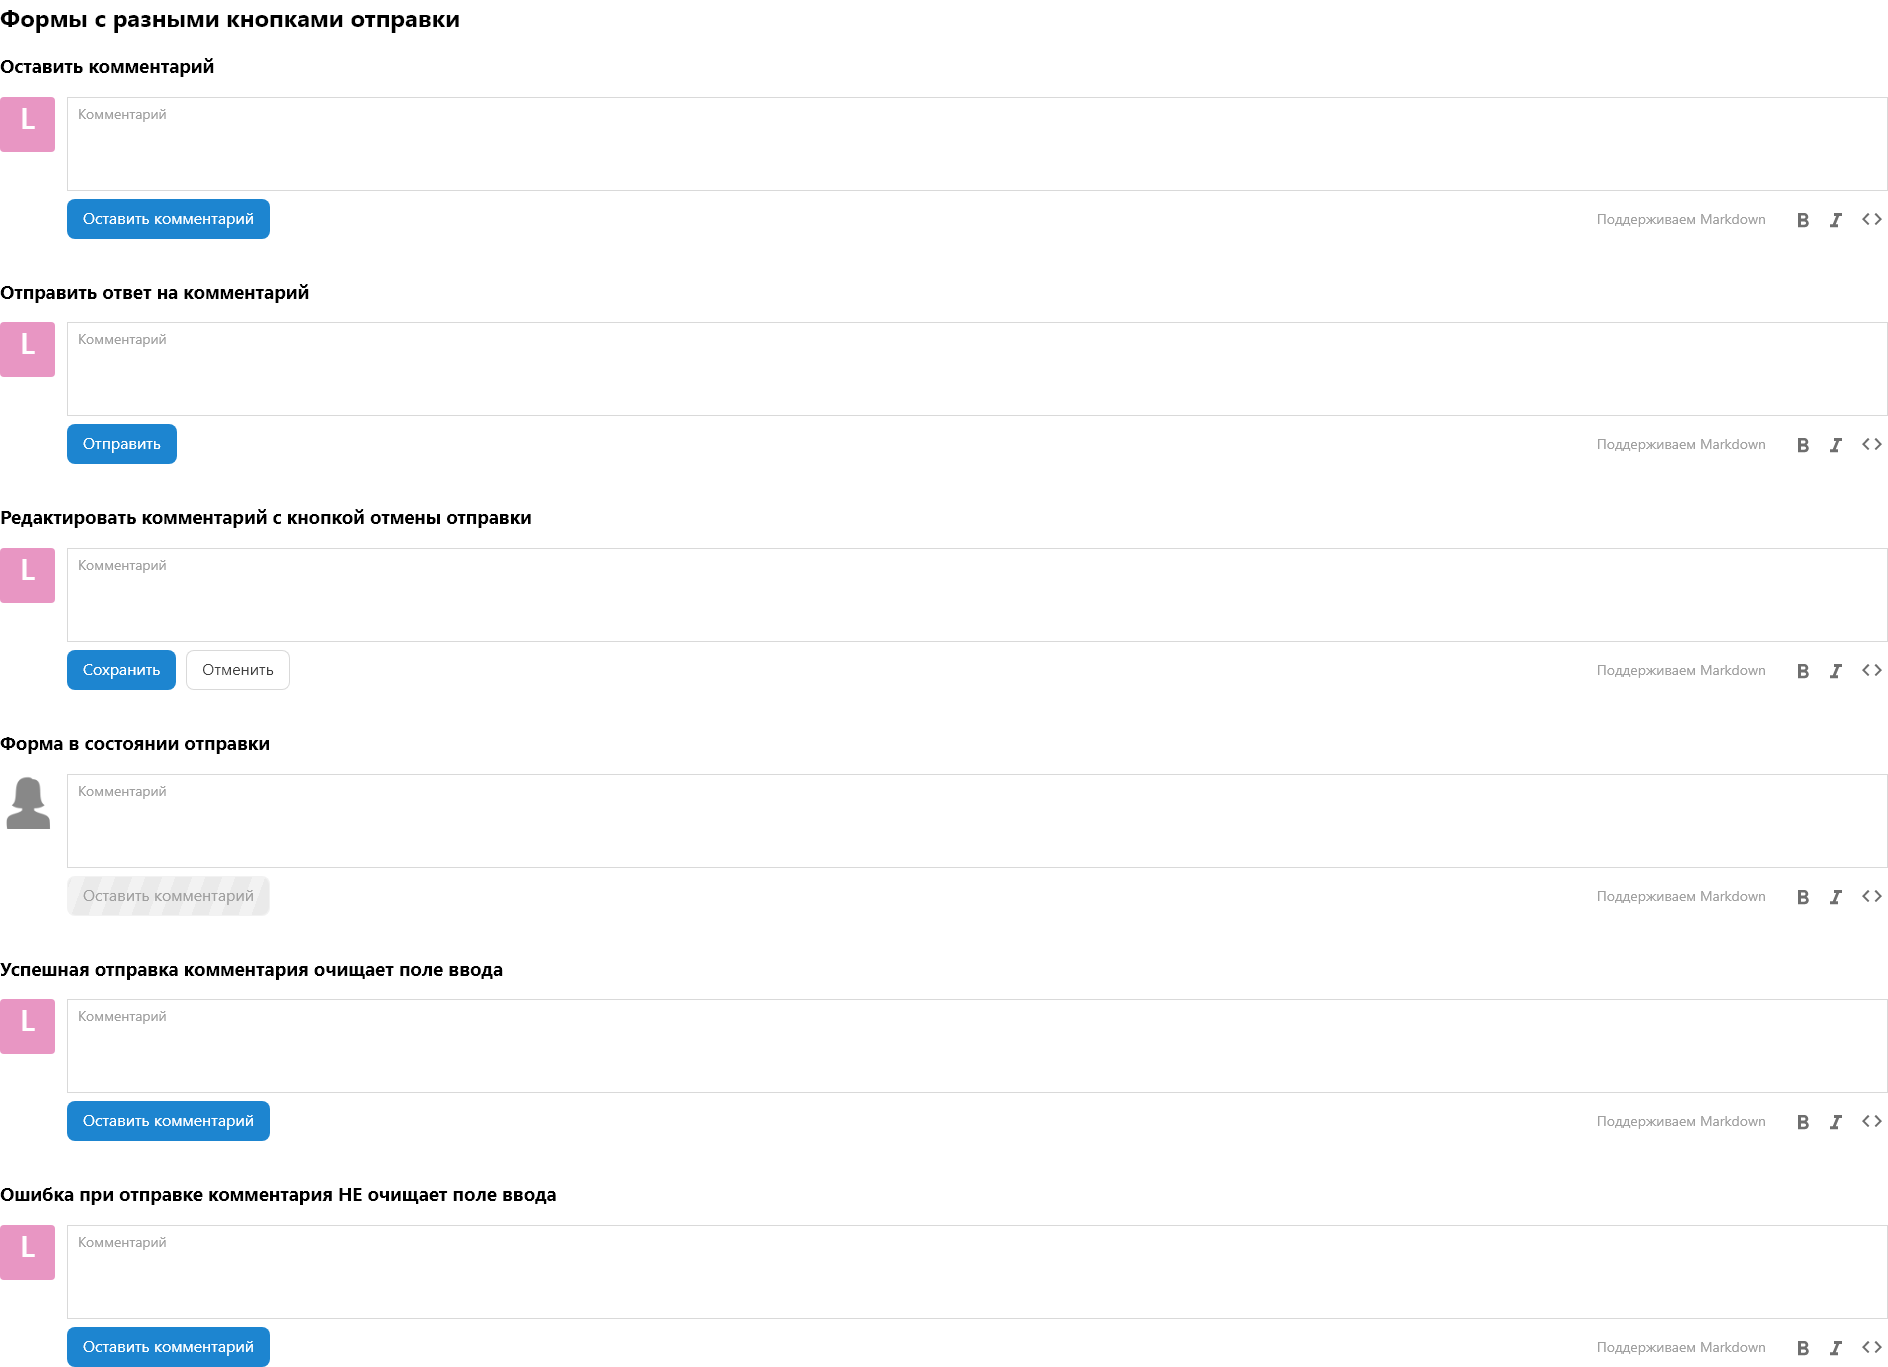 Формы с разными кнопками отправки
Оставить комментарий
L
Комментарий
Оставить комментарий
Поддерживаем Markdown B I <>
Отправить ответ на комментарий
L
Комментарий
Отправить
Поддерживаем Markdown B I <>
Редактировать комментарий с кнопкой отмены отправки
L
Комментарий
Сохранить Отменить
Поддерживаем Markdown B I <>
Форма в состоянии отправки
Комментарий
Оставить комментарий
Поддерживаем Markdown B I <>
Успешная отправка комментария очищает поле ввода
L
Комментарий
Оставить комментарий
Поддерживаем Markdown B I <>
Ошибка при отправке комментария НЕ очищает поле ввода
L
Комментарий
Оставить комментарий
Поддерживаем Markdown B I <>